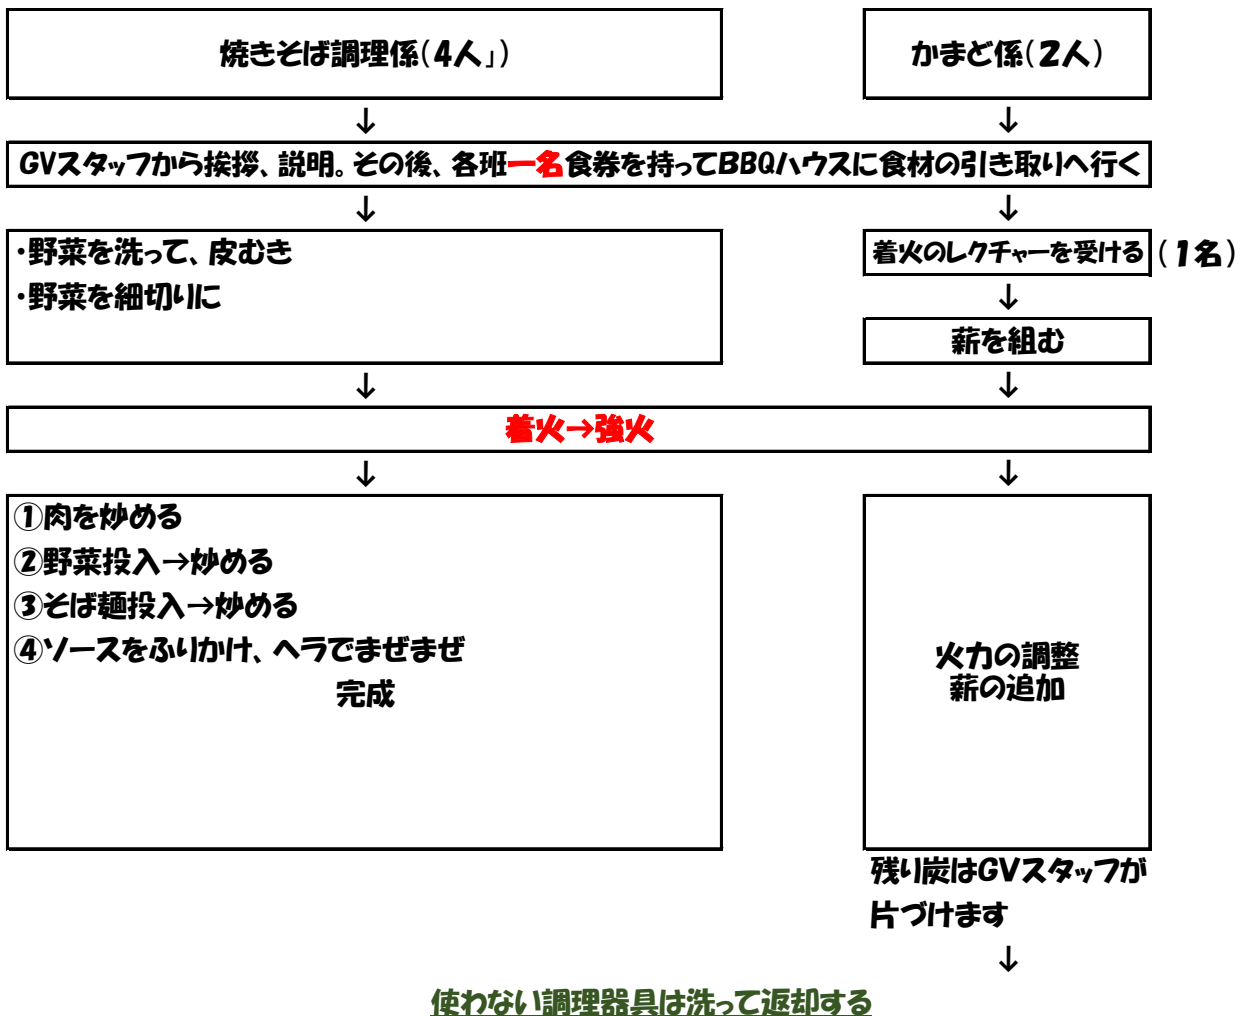 焼きそば調理係(4人」)
かまど係(2人)
↓
↓
GVスタッフから挨拶、説明。その後、各班一名食券を持ってBBQハウスに食材の引き取りへ行く
↓
↓
・野菜を洗って、皮むき
・野菜を細切りに
着火のレクチャーを受ける
(1名)
↓
薪を組む
↓
↓
着火→強火
↓
↓
①肉を炒める
②野菜投入→炒める
③そば麺投入→炒める
④ソースをふりかけ、ヘラでまぜまぜ
完成
火力の調整
薪の追加
残り炭はGVスタッフが
片づけます
↓
使わない調理器具は洗って返却する